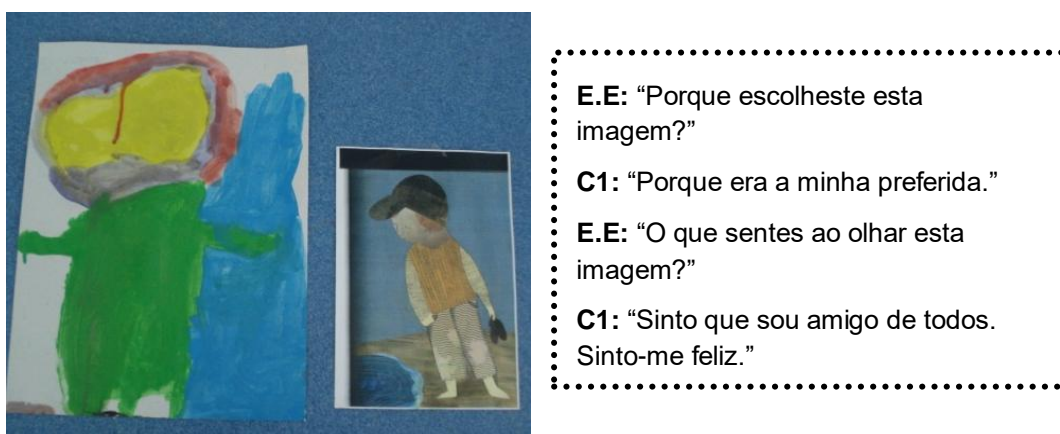 E.E: “Porque escolheste esta
imagem?”
C1: “Porque era a minha preferida.”
E.E: “O que sentes ao olhar esta
imagem?”
C1: “Sinto que sou amigo de todos.
Sinto-me feliz.”